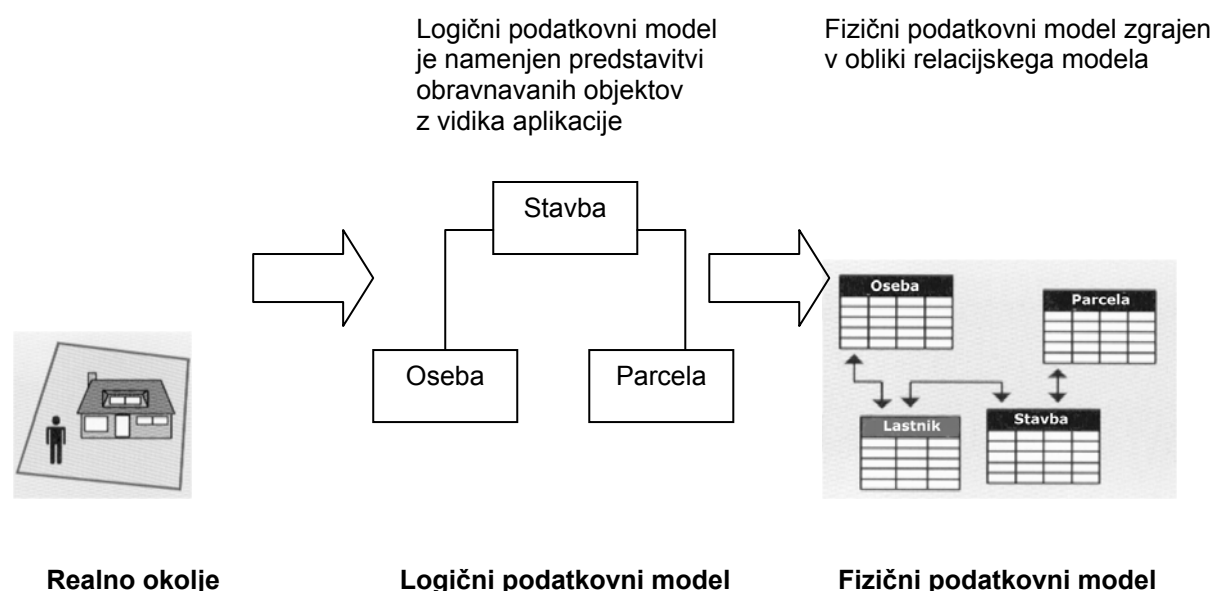 Logični podatkovni model
je namenjen predstavitvi
obravnavanih objektov
z vidika aplikacije
Fizični podatkovni model zgrajen
v obliki relacijskega modela
Stavba
Oseba
Parcela
Oseba
Parcela
Lastnik
Stavba
Realno okolje
Logični podatkovni model
Fizični podatkovni model